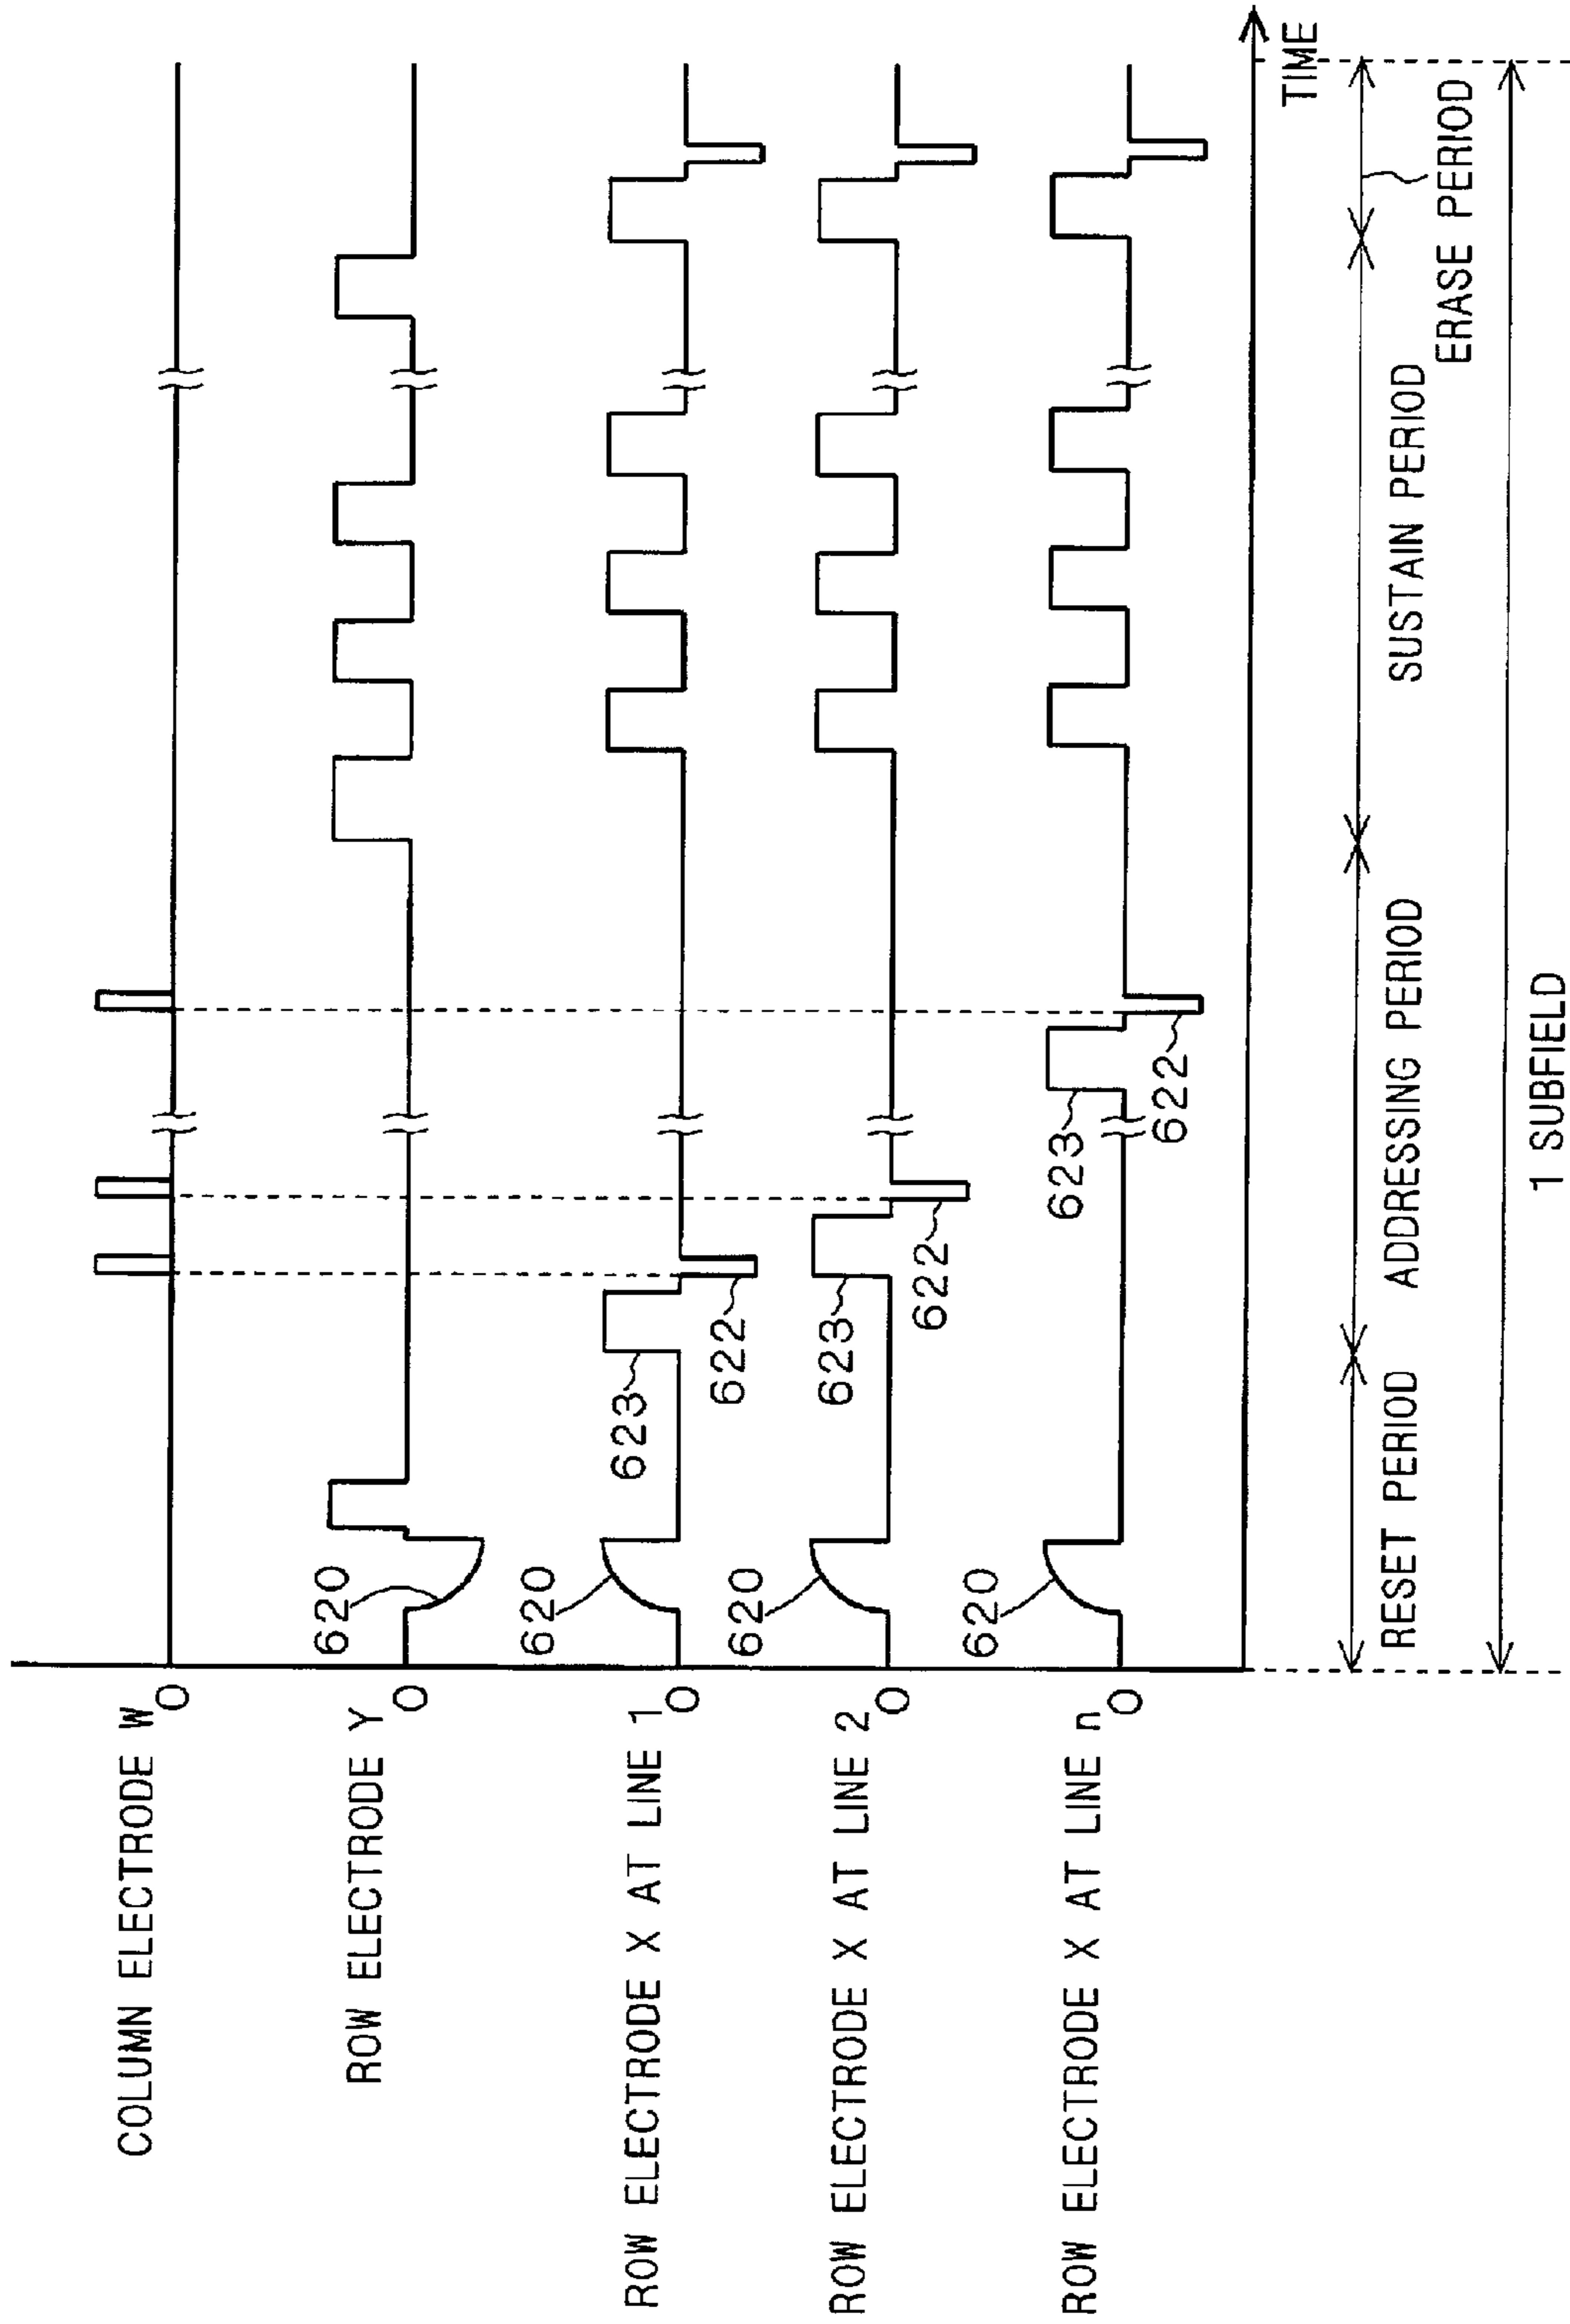 COLUMN ELECTRODE W
0
ROW ELECTRODE Y
0
620
ROW ELECTRODE X AT LINE 1
0
620
623
622
ROW ELECTRODE X AT LINE 2
0
620
623
622
ROW ELECTRODE X AT LINE n
0
620
623
622
TIME
RESET PERIOD
ADDRESSING PERIOD
SUSTAIN PERIOD
ERASE PERIOD
1 SUBFIELD